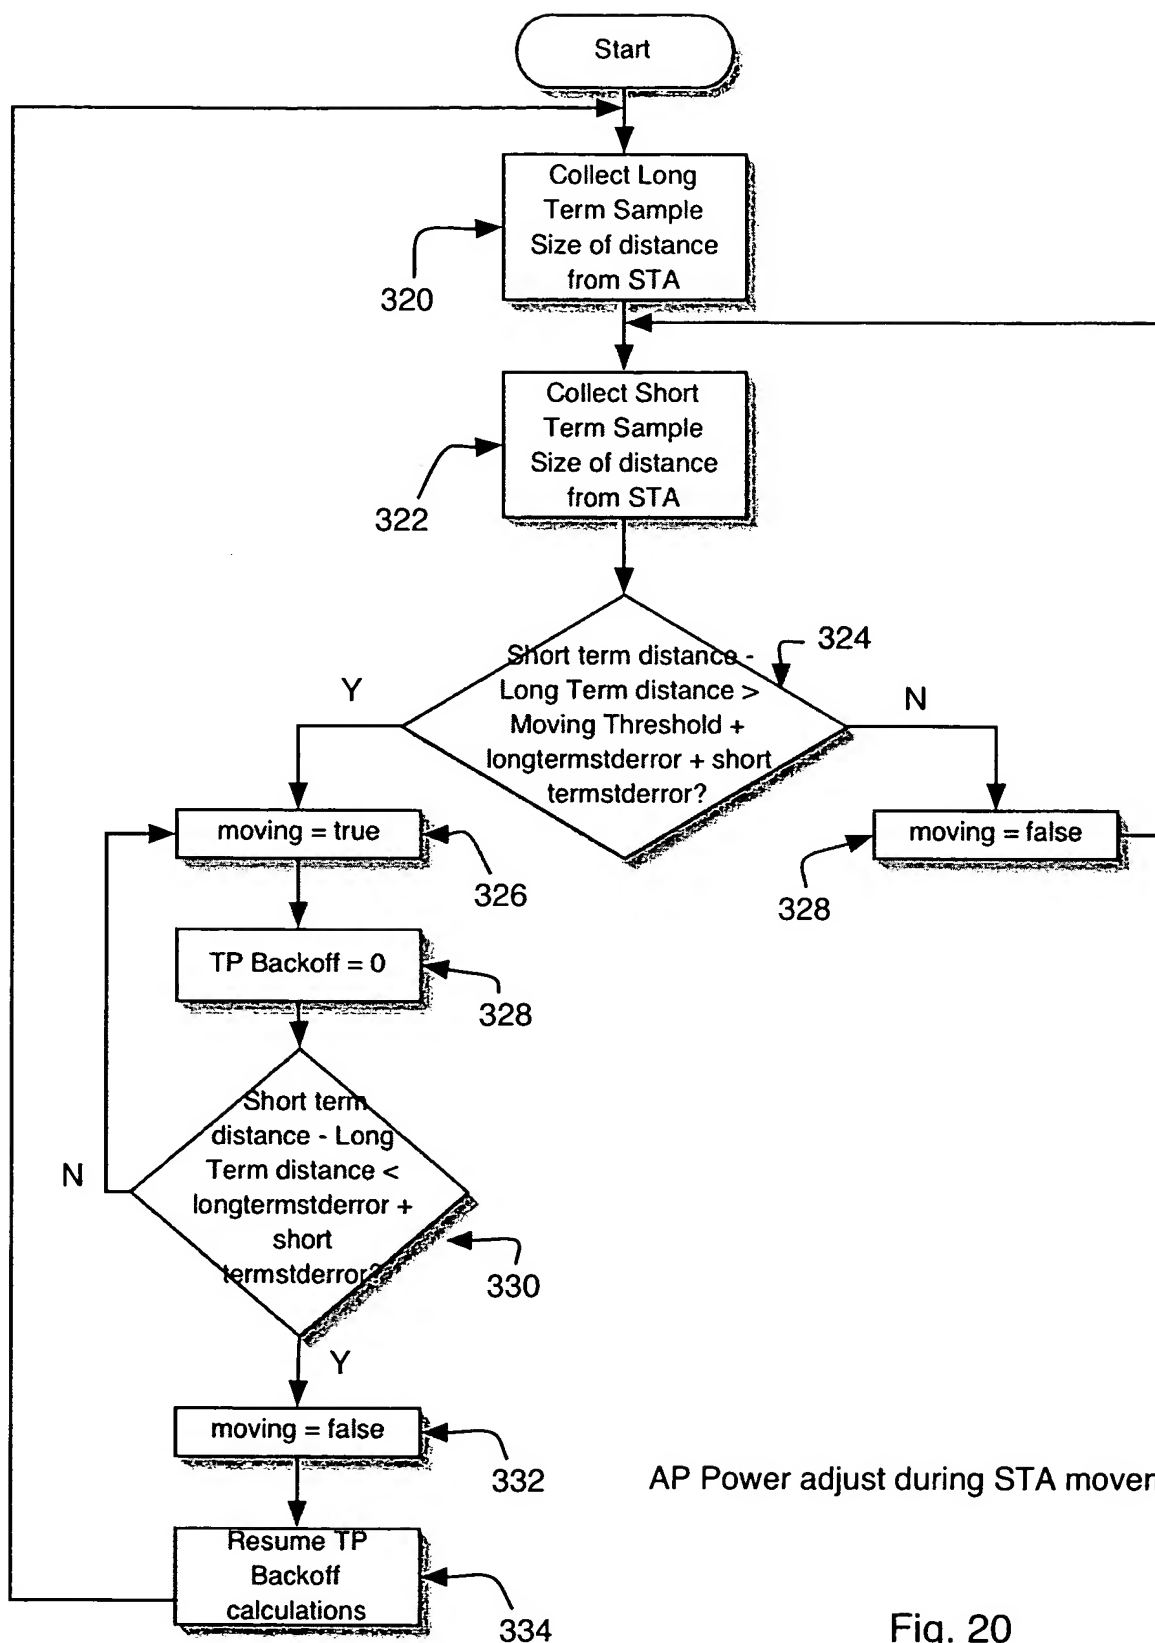 Start
Collect Long
Term Sample
Size of distance
from STA
320
Collect Short
Term Sample
Size of distance
from STA
322
324
Short term distance -
Long Term distance >
Moving Threshold +
longtermstderror + short
termstderror?
Y
N
moving = true
326
moving = false
328
TP Backoff = 0
328
Short term
distance - Long
Term distance <
longtermstderror +
short
termstderror?
N
330
Y
moving = false
332
AP Power adjust during STA mover
Resume TP
Backoff
calculations
334
Fig. 20